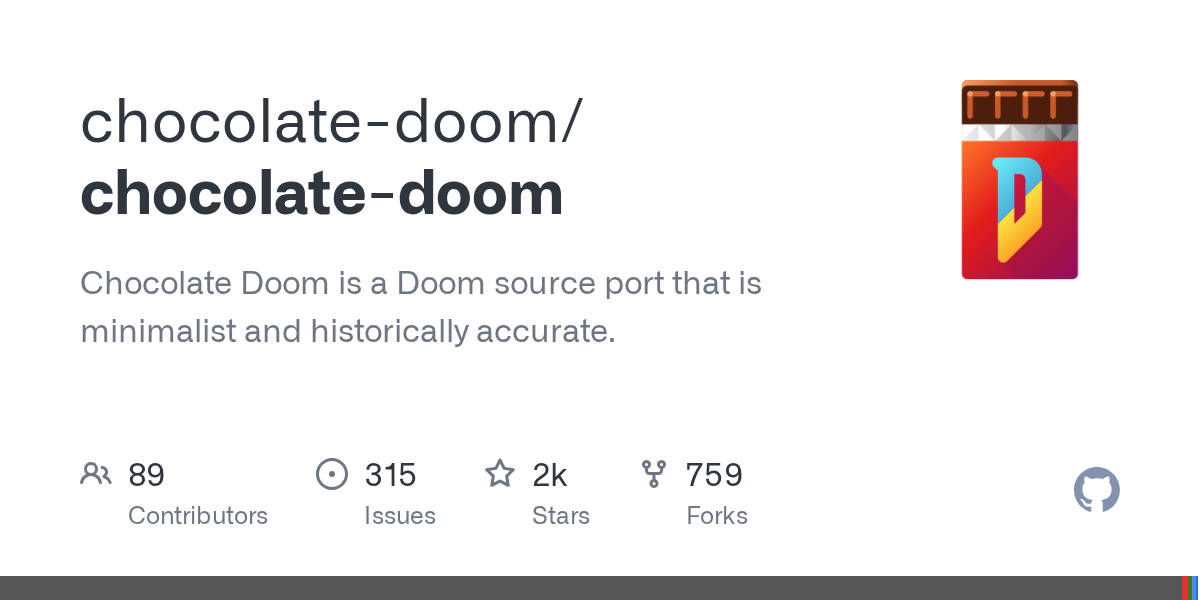 chocolate-doom/
chocolate-doom
Chocolate Doom is a Doom source port that is
minimalist and historically accurate.
89
Contributors
315
Issues
2k
Stars
759
Forks
D